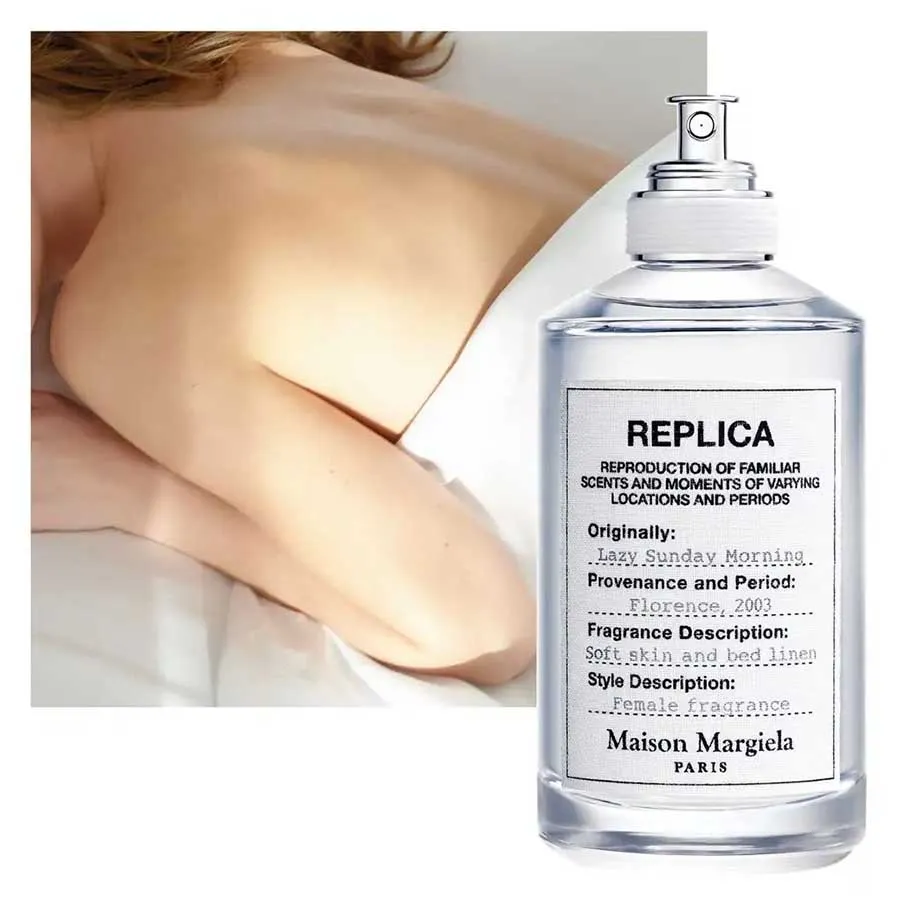 REPLICA
REPRODUCTION OF FAMILIAR
SCENTS AND MOMENTS OF VARYING
LOCATIONS AND PERIODS
Originally:
Lazy Sunday Morning
Provenance and Period:
Florence, 2003
Fragrance Description:
Soft skin and bed linen
Style Description:
Female fragrance
Maison Margiela
PARIS